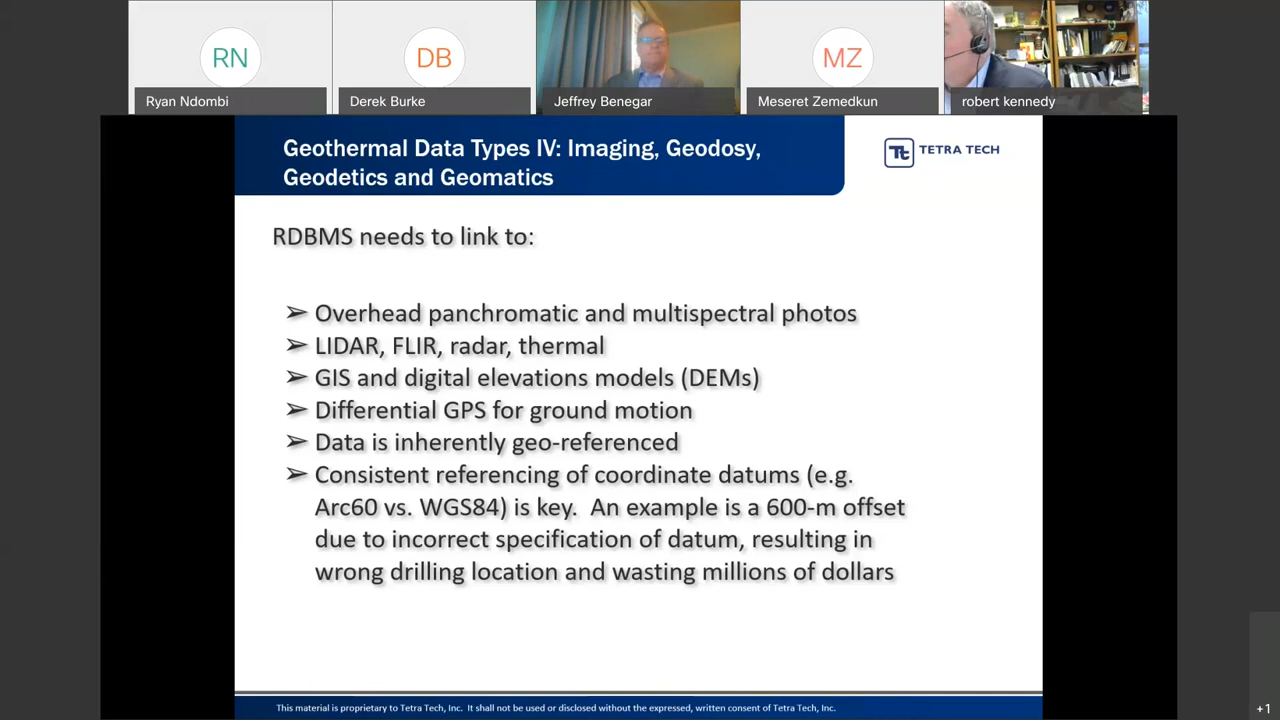 RN
DB
MZ
Ryan Ndombi
Derek Burke
Jeffrey Benegar
Meseret Zemedkun
robert kennedy
Geothermal Data Types IV: Imaging, Geodosy,
Geodetics and Geomatics
Tt TETRA TECH
RDBMS needs to link to:
➢ Overhead panchromatic and multispectral photos
➢ LIDAR, FLIR, radar, thermal
➢ GIS and digital elevations models (DEMs)
➢ Differential GPS for ground motion
➢ Data is inherently geo-referenced
➢ Consistent referencing of coordinate datums (e.g.
Arc60 vs. WGS84) is key.  An example is a 600-m offset
due to incorrect specification of datum, resulting in
wrong drilling location and wasting millions of dollars
This material is proprietary to Tetra Tech, Inc.  It shall not be used or disclosed without the expressed, written consent of Tetra Tech, Inc.
+1